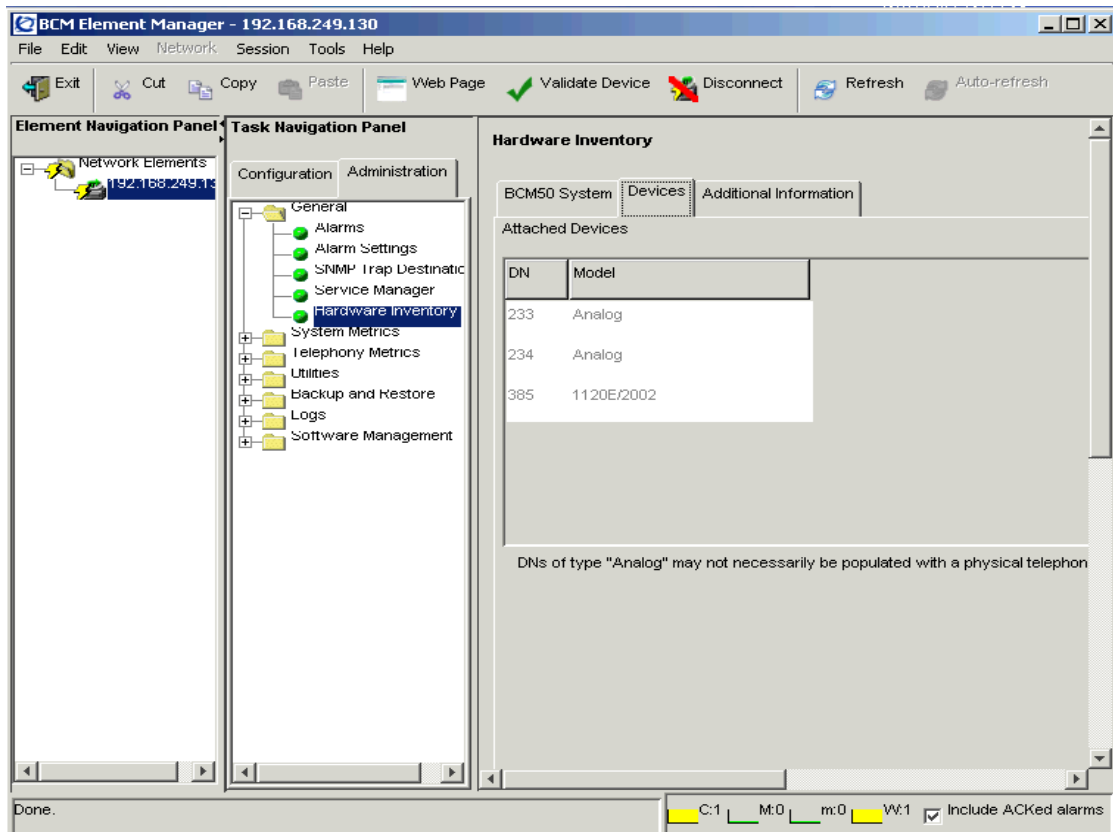 BCM Element Manager - 192.168.249.130
File Edit View Network Session Tools Help
Exit Cut Copy Paste Web Page Validate Device Disconnect Refresh Auto-refresh
Element Navigation Panel
Network Elements
192.168.249.13
Task Navigation Panel
Configuration Administration
General
Alarms
Alarm Settings
SNMP Trap Destinatio
Service Manager
Hardware Inventory
System Metrics
Telephony Metrics
Utilities
Backup and Restore
Logs
Software Management
Hardware Inventory
BCM50 System Devices Additional Information
Attached Devices
DN Model
233 Analog
234 Analog
385 1120E/2002
DNs of type "Analog" may not necessarily be populated with a physical telephon
Done.
C:1 M:0 m:0 W:1 Include ACKed alarms